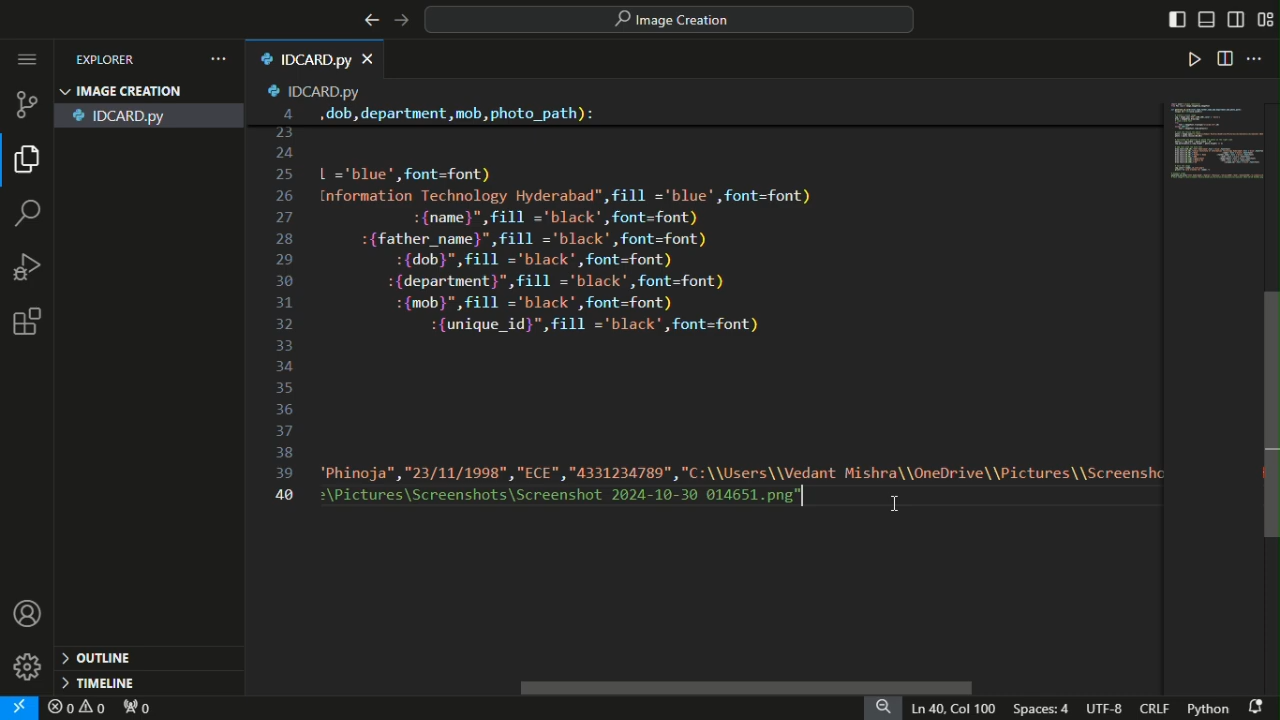 Image Creation
EXPLORER
IMAGE CREATION
IDCARD.py
OUTLINE
TIMELINE
IDCARD.py
IDCARD.py
4 ,dob,department,mob,photo_path):
23
24
25 l ='blue',font=font)
26 Information Technology Hyderabad",fill ='blue',font=font)
27 :{name}",fill ='black',font=font)
28 :{father_name}",fill ='black',font=font)
29 :{dob}",fill ='black',font=font)
30 :{department}",fill ='black',font=font)
31 :{mob}",fill ='black',font=font)
32 :{unique_id}",fill ='black',font=font)
33
34
35
36
37
38
39 "Phinoja","23/11/1998","ECE","4331234789","C:\\Users\\Vedant Mishra\\OneDrive\\Pictures\\Screensho
40 e\Pictures\Screenshots\Screenshot 2024-10-30 014651.png"
0 0 0 Ln 40, Col 100 Spaces: 4 UTF-8 CRLF Python